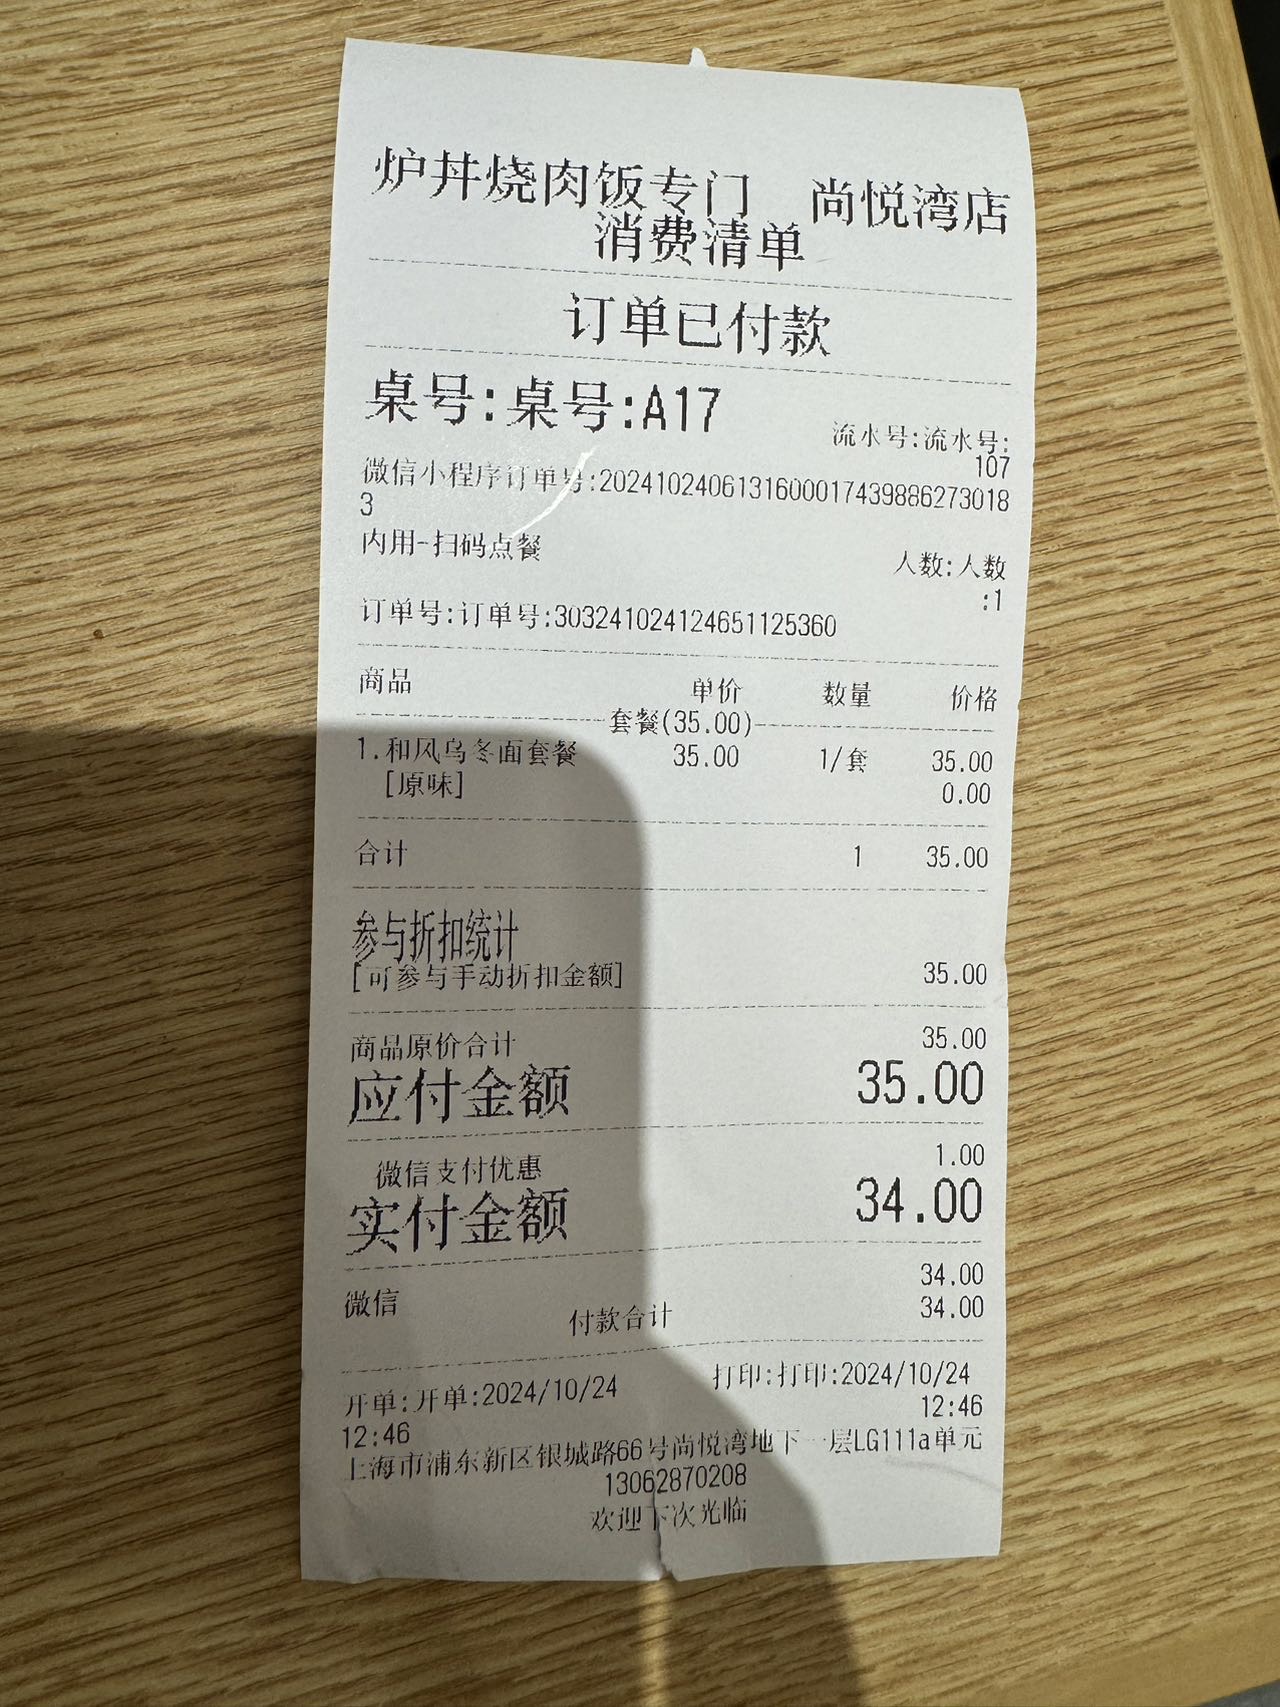 炉丼烧肉饭专门 尚悦湾店
消费清单
订单已付款
桌号:桌号:A17
流水号:流水号:
107
微信小程序订单号:202410240613160001743988627301​8
3
内用-扫码点餐
人数:人数
:1
订单号:订单号:303241024124651125360
商品 单价 数量 价格
套餐(35.00)
1.和风乌冬面套餐 35.00 1/套 35.00
[原味] 0.00
合计 1 35.00
参与折扣统计
[可参与手动折扣金额] 35.00
商品原价合计 35.00
应付金额 35.00
微信支付优惠 1.00
实付金额 34.00
微信 34.00
付款合计 34.00
开单:开单:2024/10/24
12:46
打印:打印:2024/10/24
12:46
上海市浦东新区银城路66号尚悦湾地下一层LG111a单元
13062870208
欢迎下次光临